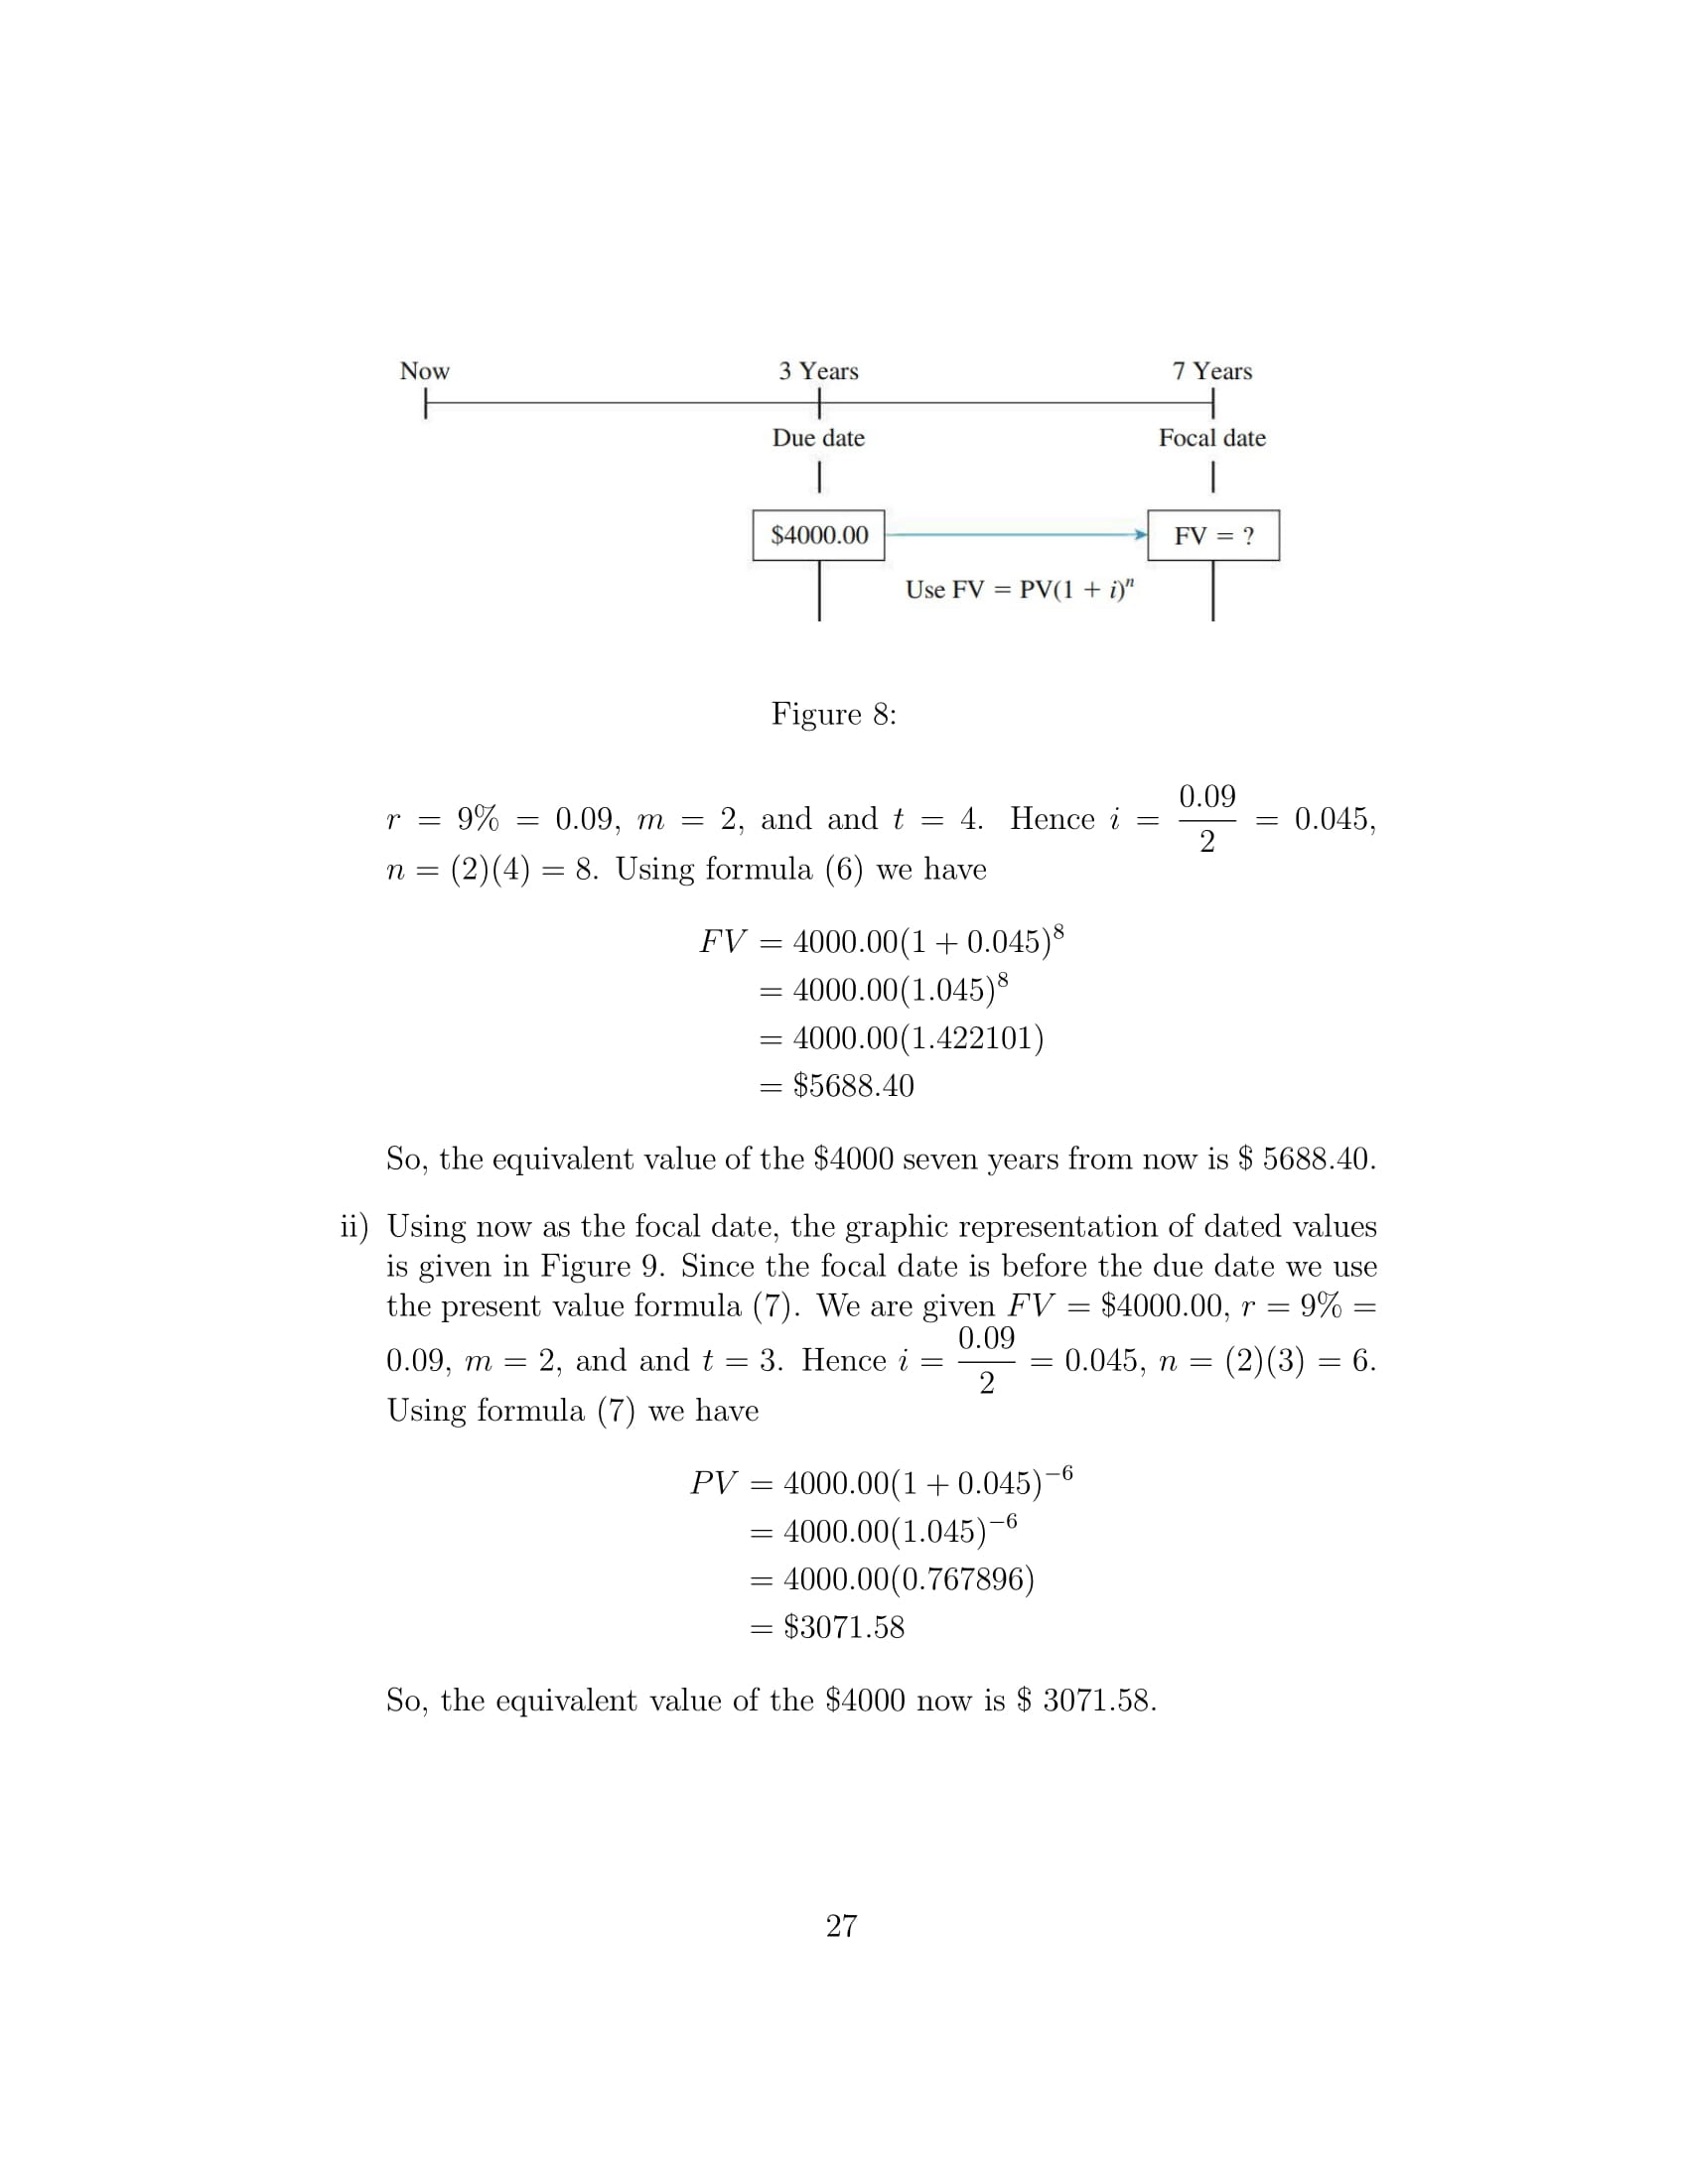 Now 3 Years 7 Years
Due date Focal date
$4000.00 FV = ?
Use FV = PV(1 + i)ⁿ
Figure 8:
r = 9% = 0.09, m = 2, and and t = 4. Hence i = 0.09/2 = 0.045,
n = (2)(4) = 8. Using formula (6) we have
FV = 4000.00(1 + 0.045)⁸
= 4000.00(1.045)⁸
= 4000.00(1.422101)
= $5688.40
So, the equivalent value of the $4000 seven years from now is $ 5688.40.
ii) Using now as the focal date, the graphic representation of dated values
is given in Figure 9. Since the focal date is before the due date we use
the present value formula (7). We are given FV = $4000.00, r = 9% =
0.09, m = 2, and and t = 3. Hence i = 0.09/2 = 0.045, n = (2)(3) = 6.
Using formula (7) we have
PV = 4000.00(1 + 0.045)⁻⁶
= 4000.00(1.045)⁻⁶
= 4000.00(0.767896)
= $3071.58
So, the equivalent value of the $4000 now is $ 3071.58.
27